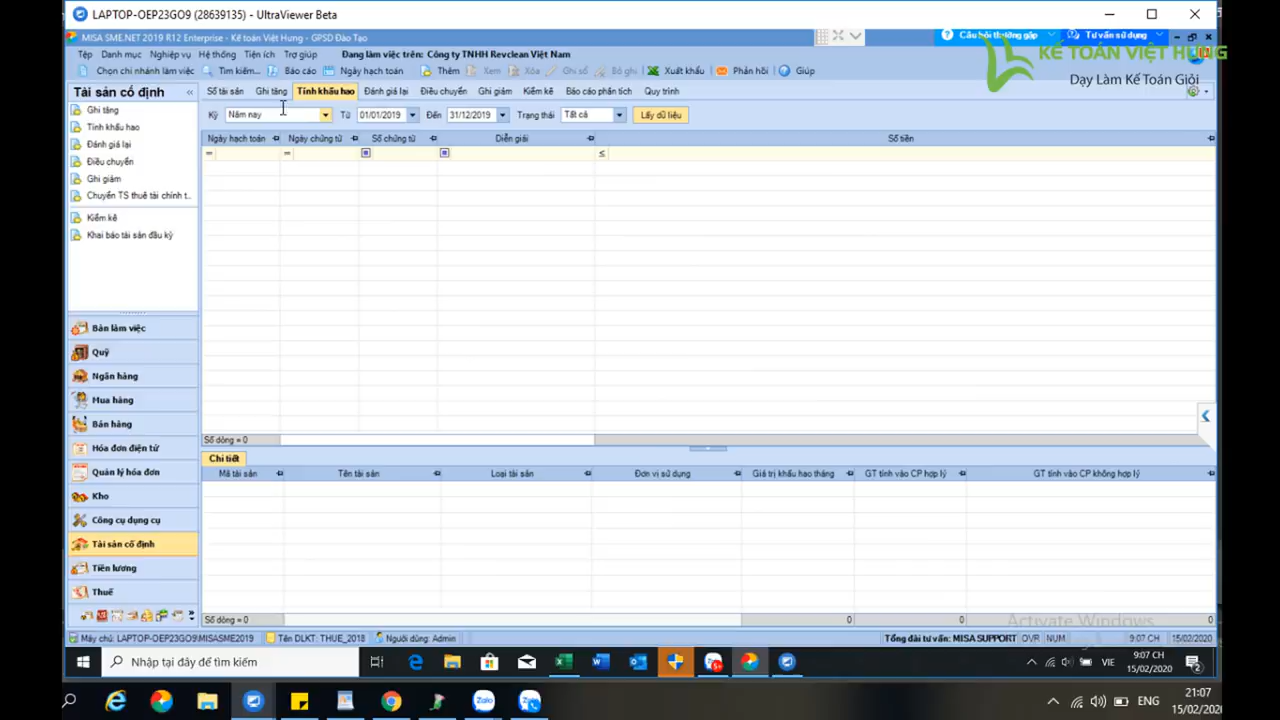 LAPTOP-OEP23GO9 (28639135) - UltraViewer Beta
MISA SME.NET 2019 R12 Enterprise - Kế toán Việt Hưng - GPSD Đào Tạo
Câu hỏi thường gặp
Tư vấn sử dụng
KẾ TOÁN VIỆT HƯNG
Dạy Làm Kế Toán Giỏi
Tệp Danh mục Nghiệp vụ Hệ thống Tiện ích Trợ giúp Đang làm việc trên: Công ty TNHH Revclean Việt Nam
Chọn chi nhánh làm việc Tìm kiếm... Báo cáo Ngày hạch toán Thêm Xem Xóa Ghi sổ Bỏ ghi Xuất khẩu Phản hồi Giúp
Tài sản cố định «
Sổ tài sản Ghi tăng Tính khấu hao Đánh giá lại Điều chuyển Ghi giảm Kiểm kê Báo cáo phân tích Quy trình
Ghi tăng
Tính khấu hao
Đánh giá lại
Điều chuyển
Ghi giảm
Chuyển TS thuê tài chính t...
Kiểm kê
Khai báo tài sản đầu kỳ
Kỳ Năm nay Từ 01/01/2019 Đến 31/12/2019 Trạng thái Tất cả Lấy dữ liệu
Ngày hạch toán Ngày chứng từ Số chứng từ Diễn giải Số tiền
= = ≤
Số dòng = 0
Bàn làm việc
Quỹ
Ngân hàng
Mua hàng
Bán hàng
Hóa đơn điện tử
Quản lý hóa đơn
Kho
Công cụ dụng cụ
Tài sản cố định
Tiền lương
Thuế
Chi tiết
Mã tài sản Tên tài sản Loại tài sản Đơn vị sử dụng Giá trị khấu hao tháng GT tính vào CP hợp lý GT tính vào CP không hợp lý
Số dòng = 0 0 0 0
Activate Windows
Máy chủ: LAPTOP-OEP23GO9\MISASME2019 Tên DLKT: THUE_2018 Người dùng: Admin Tổng đài tư vấn: MISA SUPPORT OVR NUM 9:07 CH 15/02/2020
Nhập tại đây để tìm kiếm
VIE
9:07 CH
15/02/2020
2
ENG
21:07
15/02/2020
Zalo